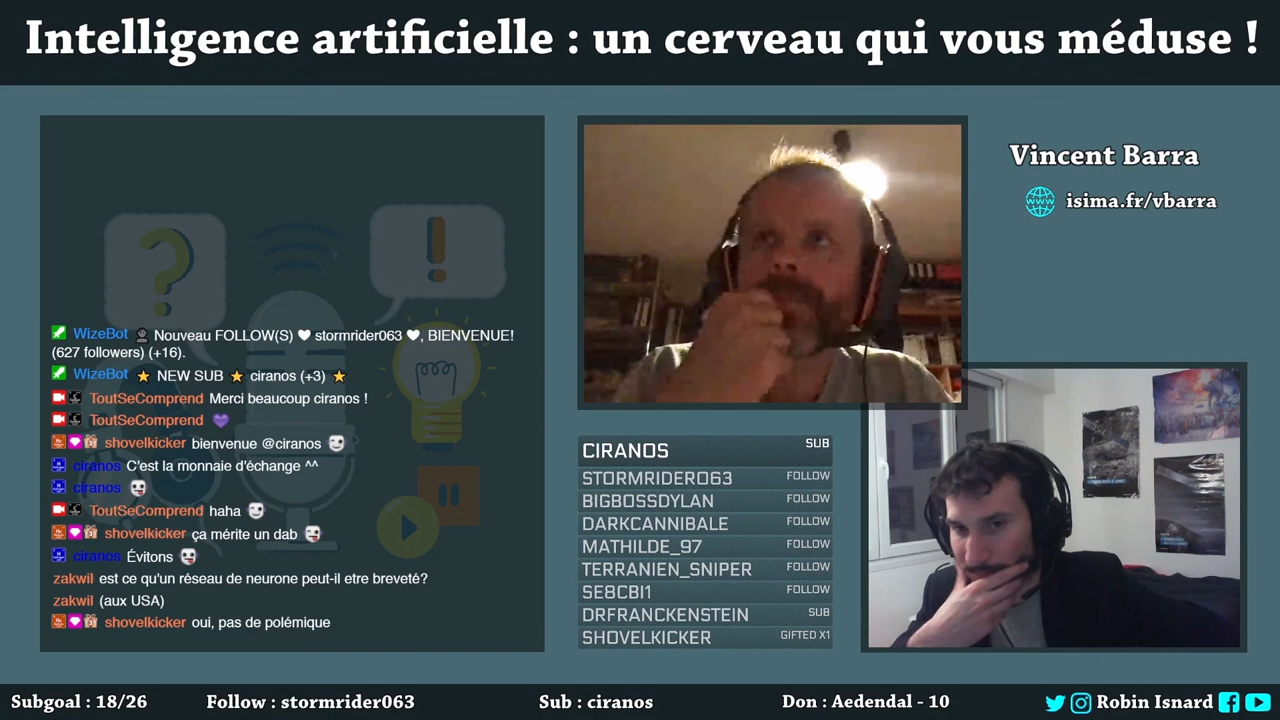 Intelligence artificielle : un cerveau qui vous méduse !
WizeBot Nouveau FOLLOW(S) ♥ stormrider063 ♥, BIENVENUE!
(627 followers) (+16).
WizeBot ⭐ NEW SUB ⭐ ciranos (+3) ⭐
ToutSeComprend Merci beaucoup ciranos !
ToutSeComprend 💜
shovelkicker bienvenue @ciranos
ciranos C'est la monnaie d'échange ^^
ciranos
ToutSeComprend haha
shovelkicker ça mérite un dab
ciranos Évitons
zakwil est ce qu'un réseau de neurone peut-il etre breveté?
zakwil (aux USA)
shovelkicker oui, pas de polémique
Vincent Barra
www isima.fr/vbarra
CIRANOS SUB
STORMRIDER063 FOLLOW
BIGBOSSDYLAN FOLLOW
DARKCANNIBALE FOLLOW
MATHILDE_97 FOLLOW
TERRANIEN_SNIPER FOLLOW
SE8CBI1 FOLLOW
DRFRANCKENSTEIN SUB
SHOVELKICKER GIFTED X1
Subgoal : 18/26 Follow : stormrider063 Sub : ciranos Don : Aedendal - 10 Robin Isnard